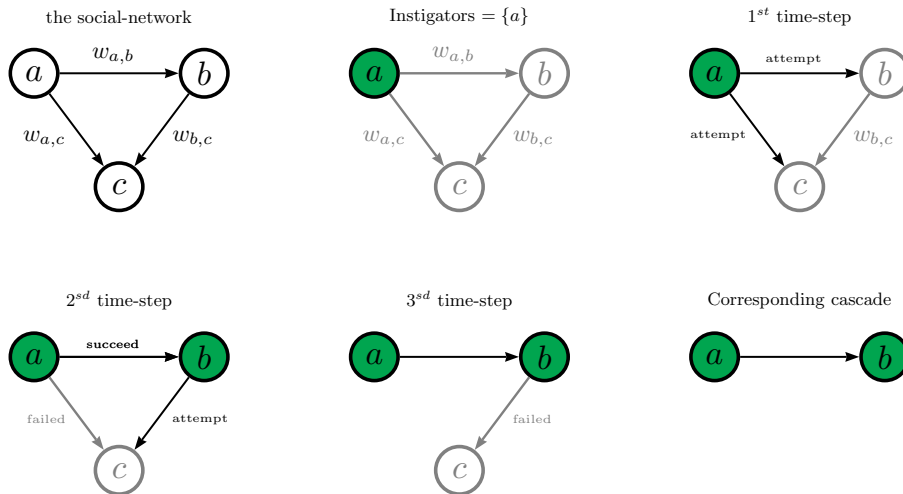 the social-network
a
w_{a,b}
b
w_{a,c}
w_{b,c}
c
Instigators = {a}
a
w_{a,b}
b
w_{a,c}
w_{b,c}
c
1^{st} time-step
a
attempt
b
attempt
w_{b,c}
c
2^{sd} time-step
a
succeed
b
failed
attempt
c
3^{sd} time-step
a
b
failed
c
Corresponding cascade
a
b